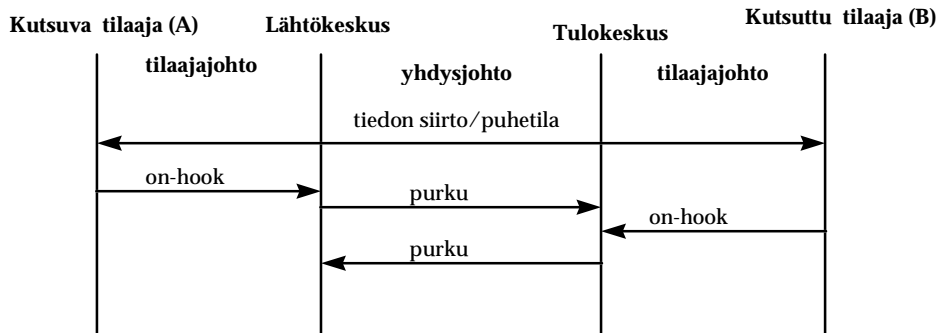 Kutsuva tilaaja (A)
Lähtökeskus
Tulokeskus
Kutsuttu tilaaja (B)
tilaajajohto
yhdysjohto
tilaajajohto
tiedon siirto/puhetila
on-hook
purku
on-hook
purku